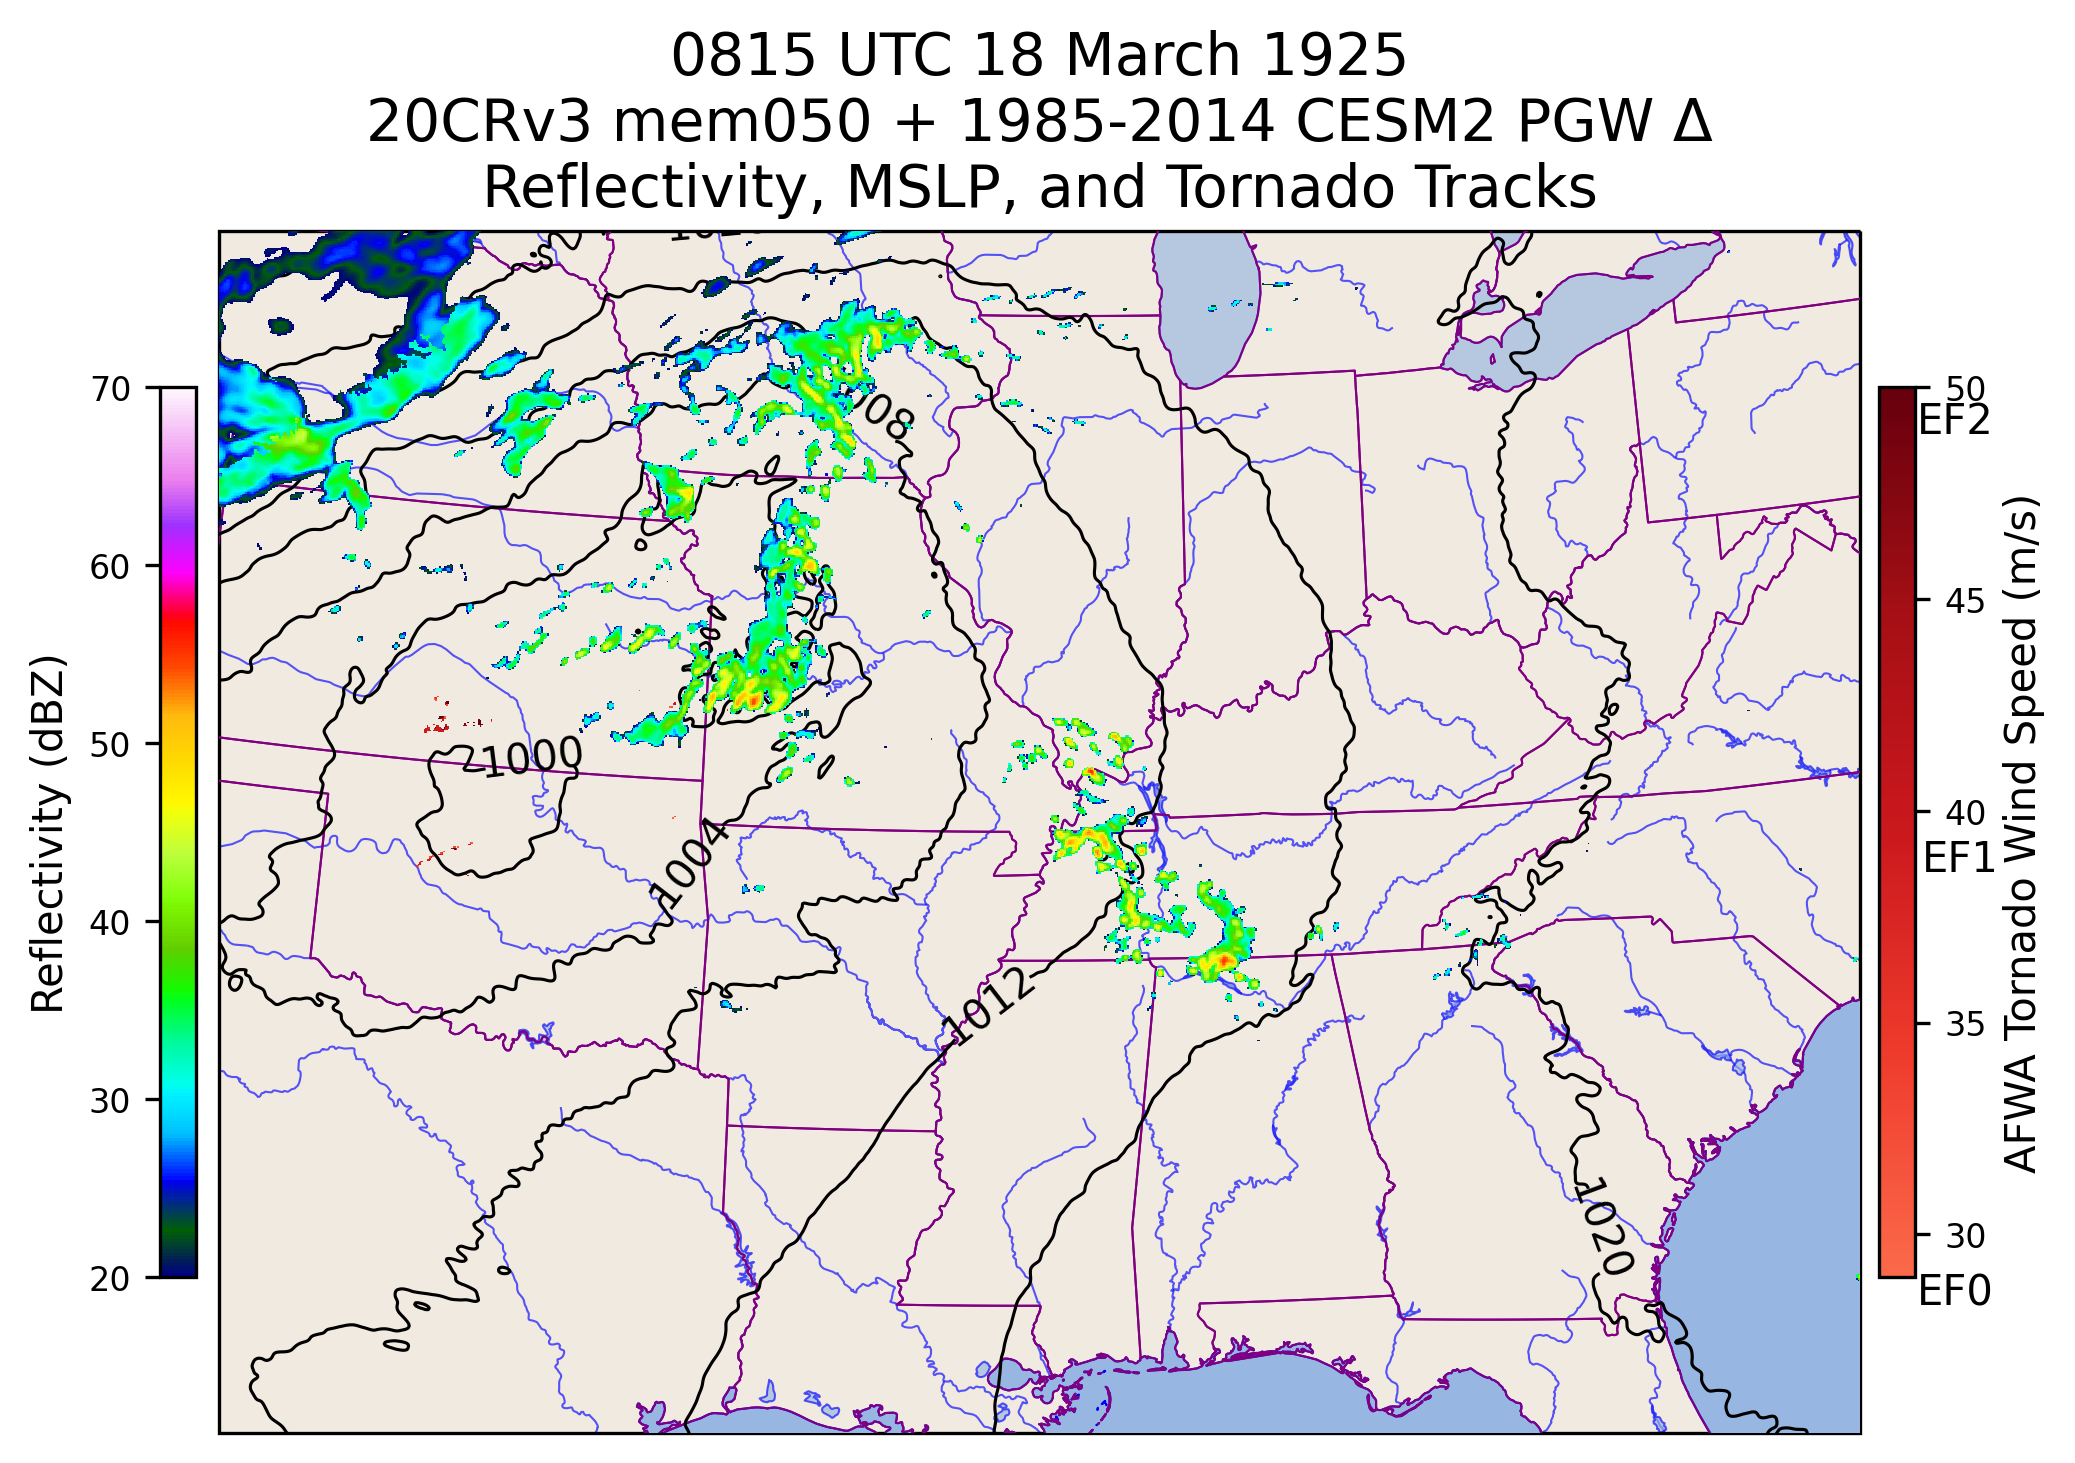 0815 UTC 18 March 1925
20CRv3 mem050 + 1985-2014 CESM2 PGW Δ
Reflectivity, MSLP, and Tornado Tracks
Reflectivity (dBZ)
70
60
50
40
30
20
1000
1004
1012
1020
50
EF2
45
40
EF1
35
30
EF0
AFWA Tornado Wind Speed (m/s)